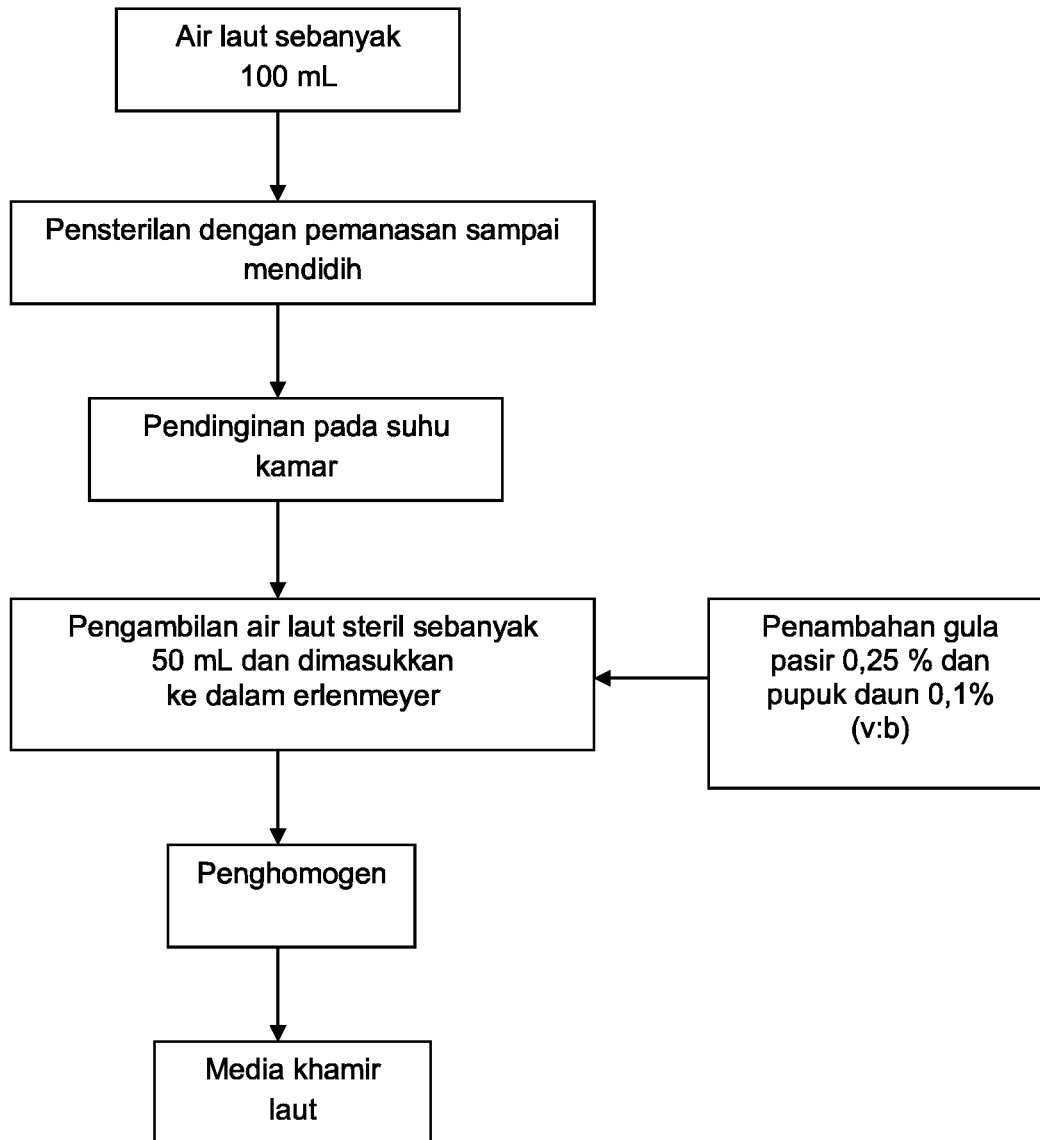 Air laut sebanyak
100 mL
Pensterilan dengan pemanasan sampai
mendidih
Pendinginan pada suhu
kamar
Pengambilan air laut steril sebanyak
50 mL dan dimasukkan
ke dalam erlenmeyer
Penambahan gula
pasir 0,25 % dan
pupuk daun 0,1%
(v:b)
Penghomogen
Media khamir
laut